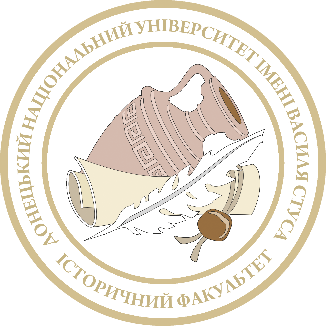 ДОНЕЦЬКИЙ НАЦІОНАЛЬНИЙ УНІВЕРСИТЕТ ІМЕНІ ВАСИЛЯ СТУСА
ІСТОРИЧНИЙ ФАКУЛЬТЕТ